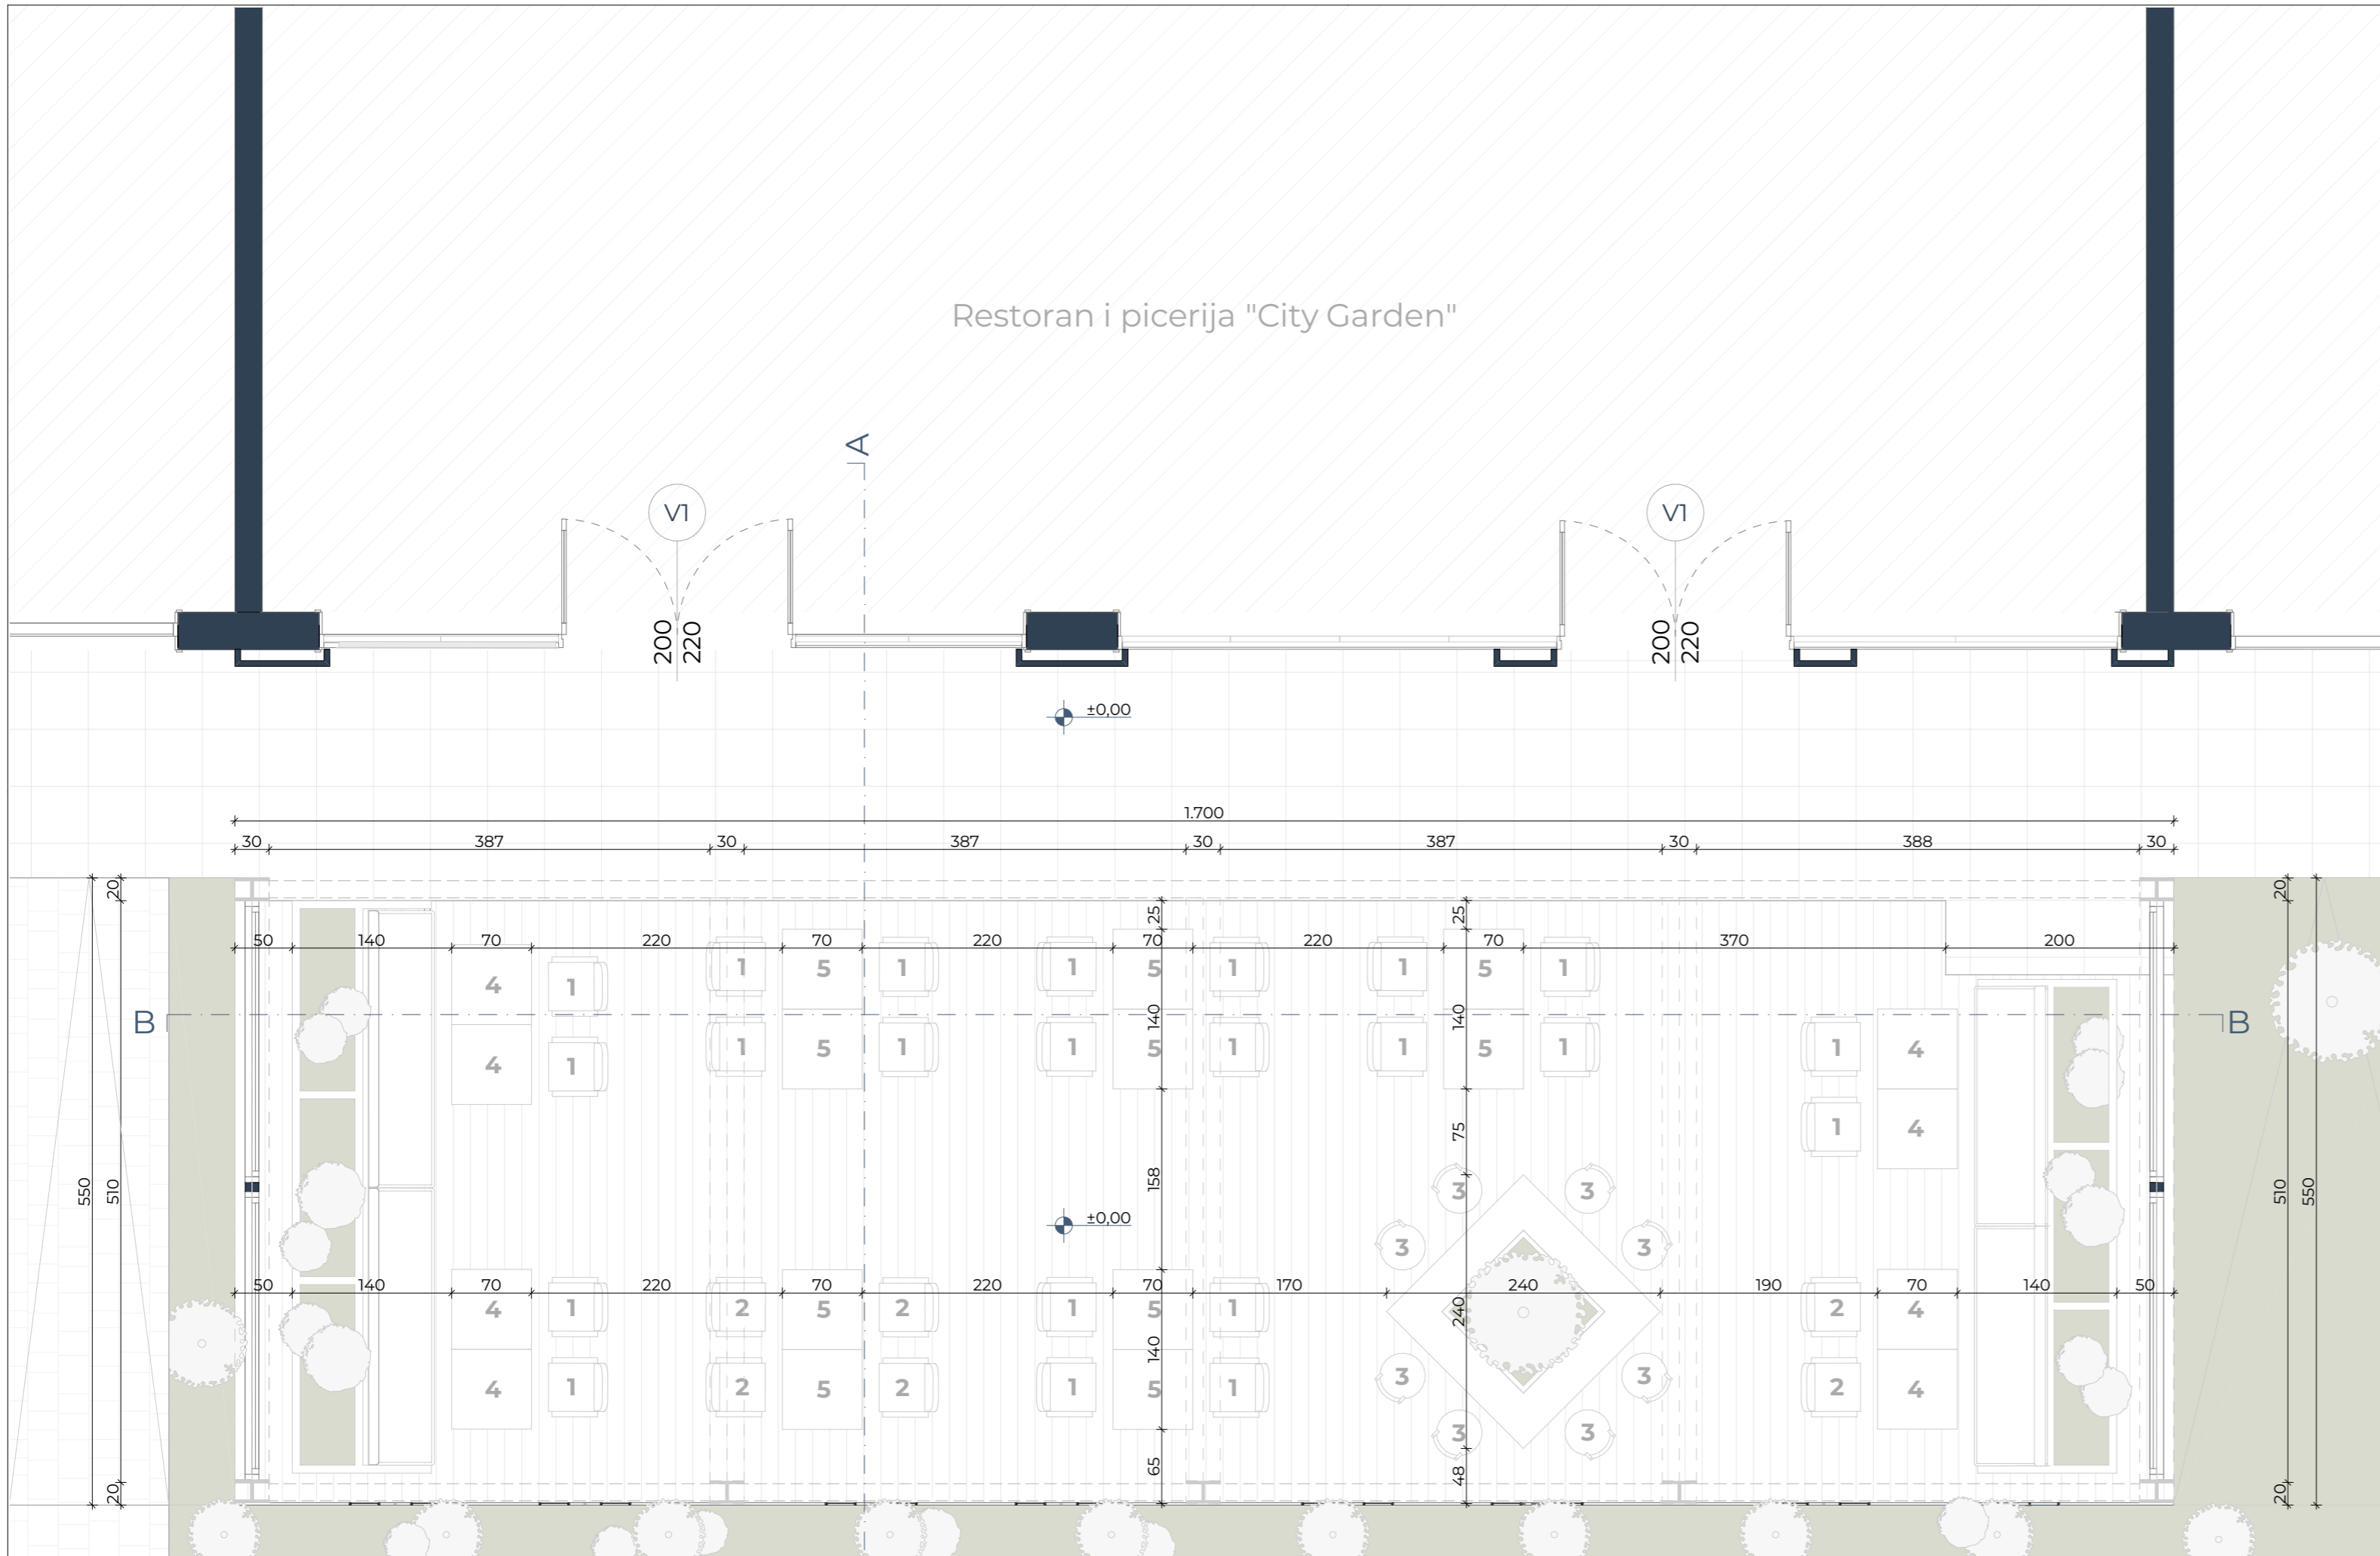 Restoran i picerija "City Garden"
A
V1 V1
200 220 200 220
±0,00
1.700
30 387 30 387 30 387 30 388 30
20 25 25 20
50 140 70 220 70 220 70 220 70 370 200
1 5 1 1 5 1 1 5 1
4 1
140 140
B B
1 5 1 1 5 1 1 5 1 1 4
4 1
75 1 4
158
550 510 3 3 510 550
±0,00
3 3
50 140 70 220 70 220 70 170 240 190 70 140 50
4 1 2 5 2 1 5 1 240 2 4
140
4 1 2 5 2 1 5 1 3 3 2 4
3 3
65 48
20 20